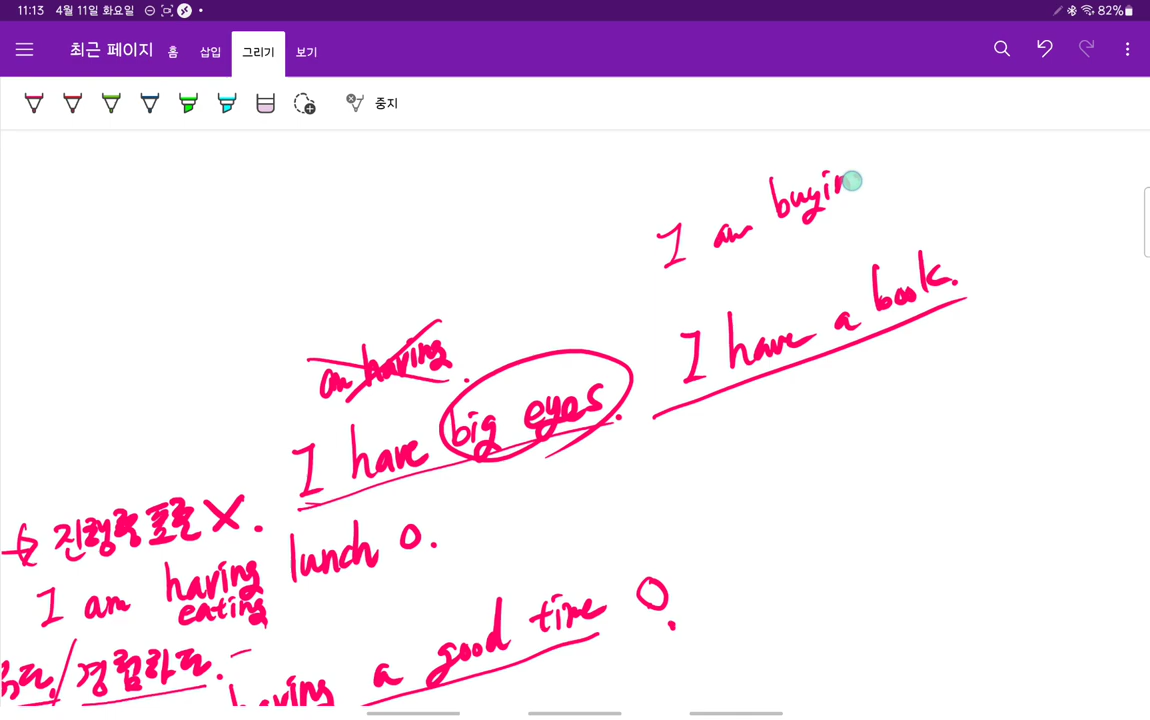 11:13 4월 11일 화요일
82%
최근 페이지 홈 삽입 그리기 보기
중지
I am buyin
I have a book.
am having.
I have big eyes.
진행중 표현 X.
I am having lunch O.
eating
/경험하다.
having a good time O.